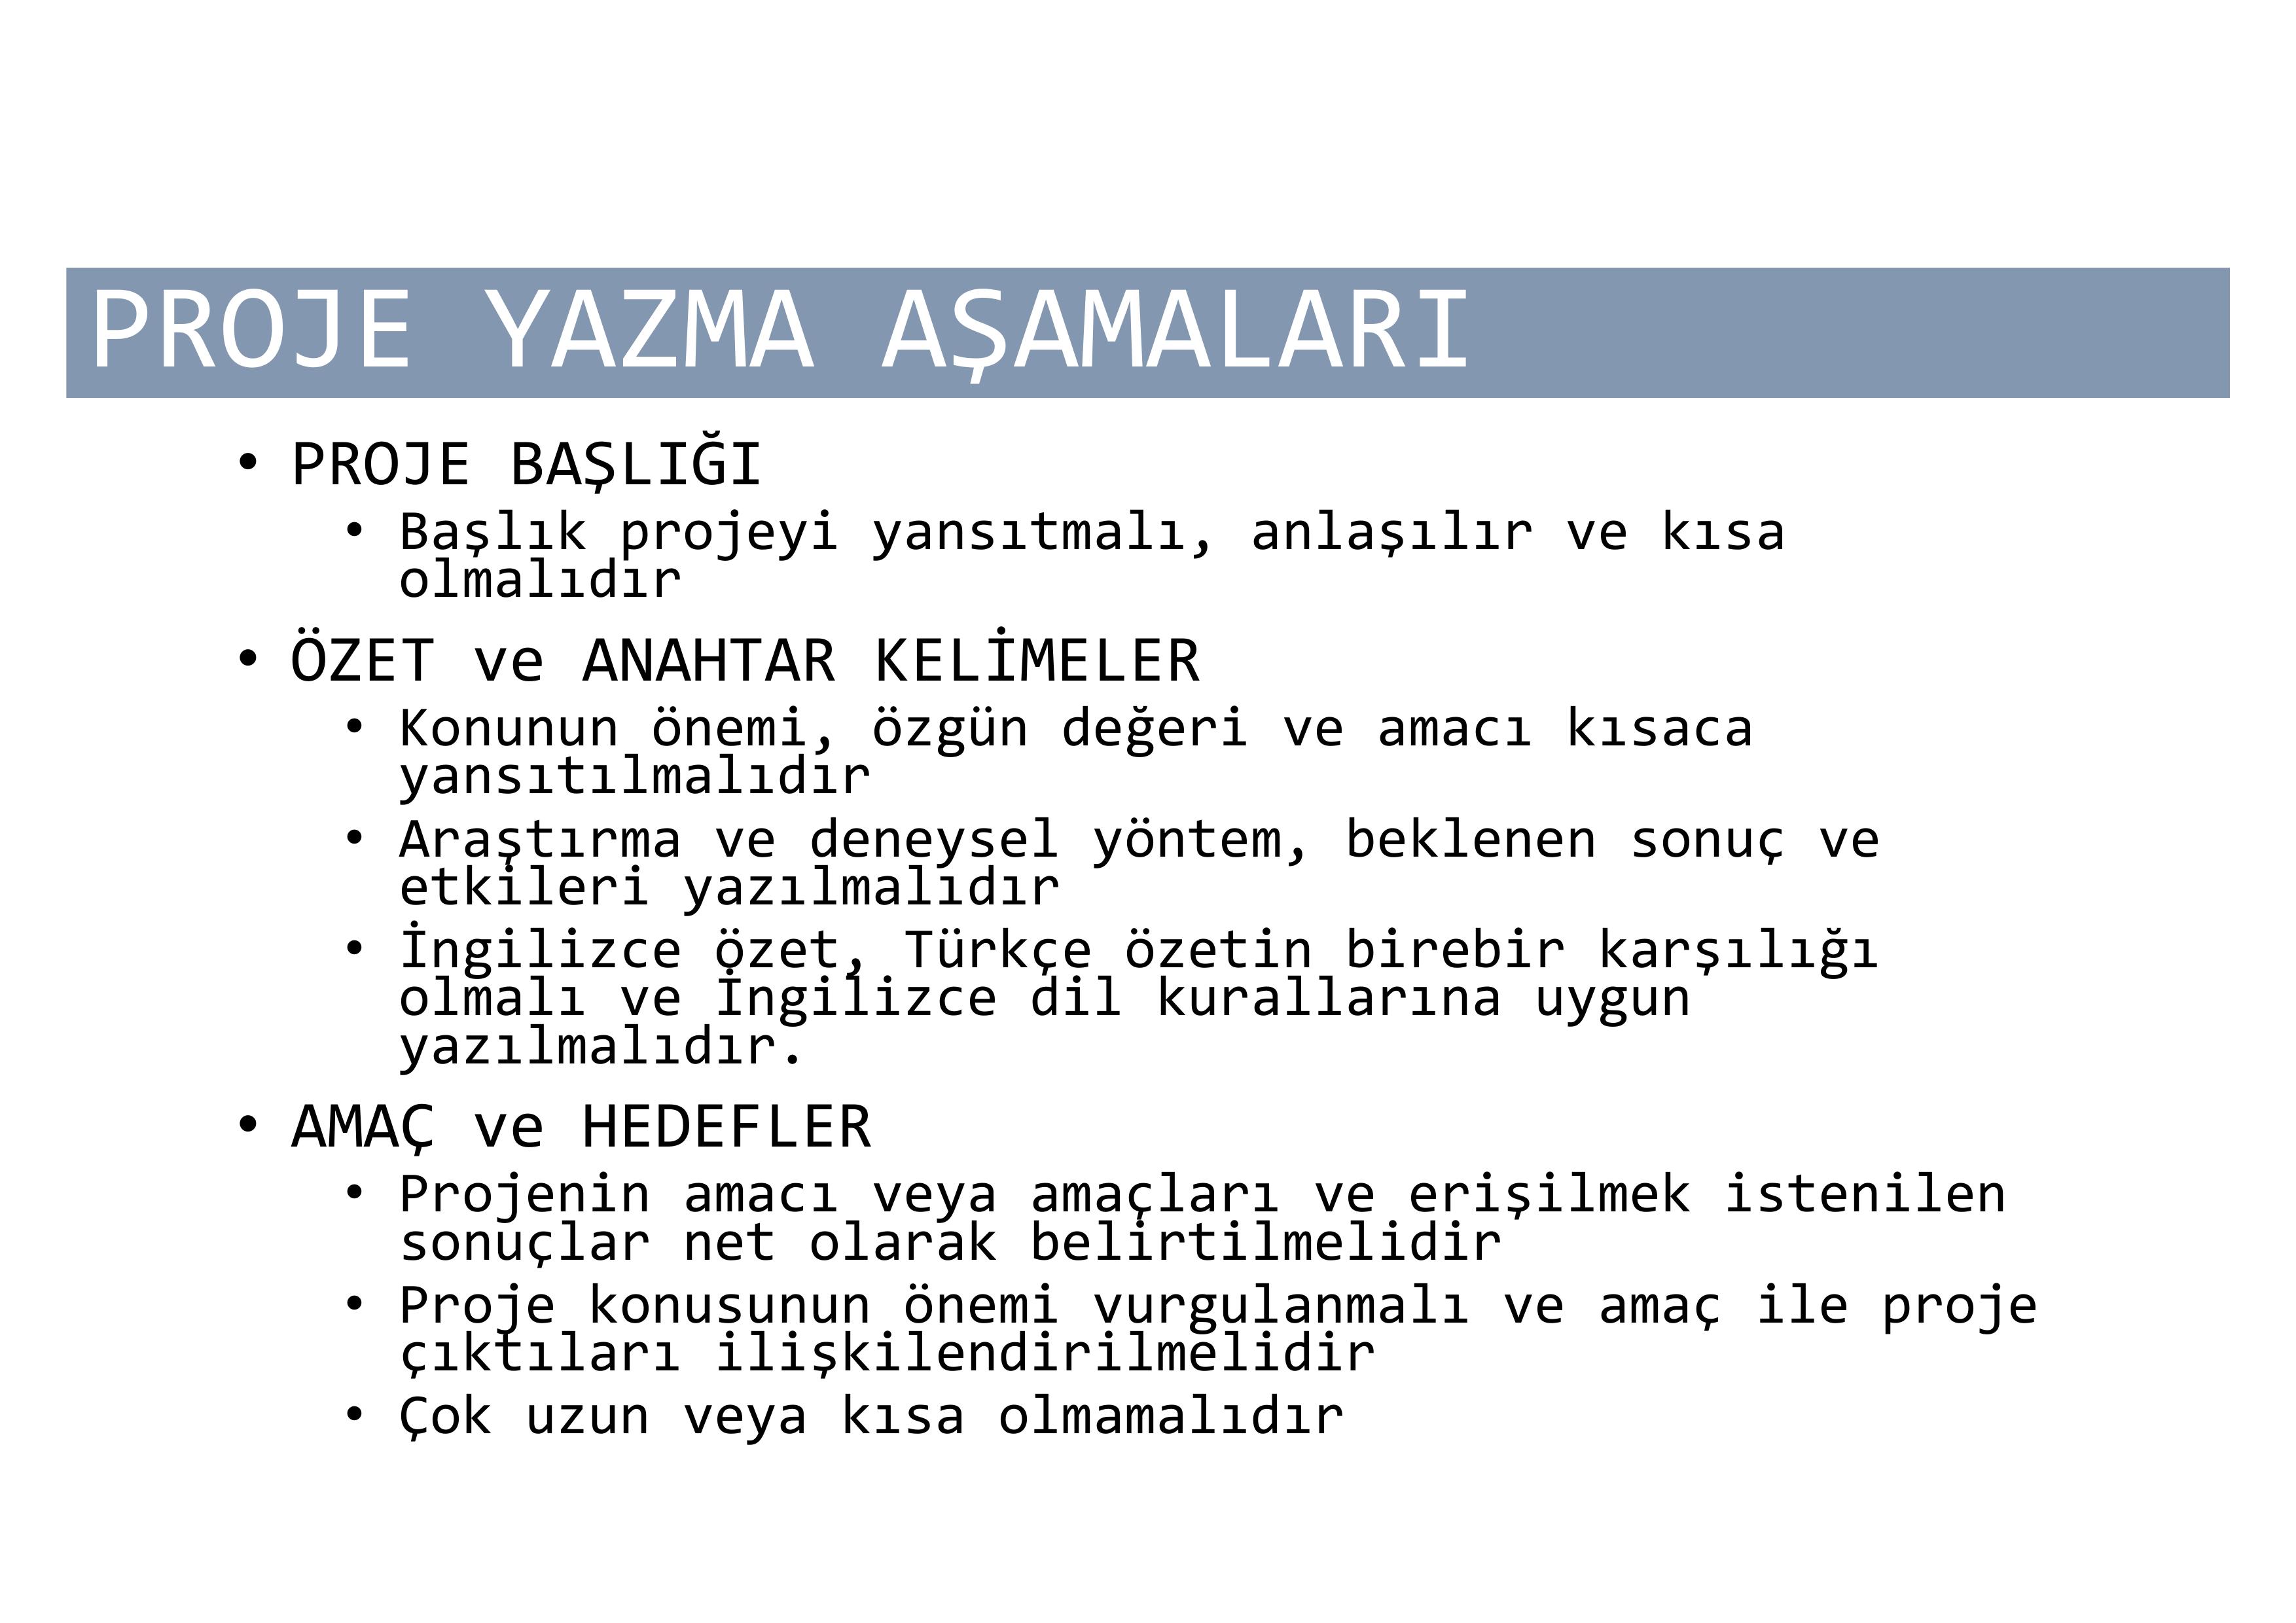 PROJE YAZMA AŞAMALARI
• PROJE BAŞLIĞI
• Başlık projeyi yansıtmalı, anlaşılır ve kısa
olmalıdır
• ÖZET ve ANAHTAR KELİMELER
• Konunun önemi, özgün değeri ve amacı kısaca
yansıtılmalıdır
• Araştırma ve deneysel yöntem, beklenen sonuç ve
etkileri yazılmalıdır
• İngilizce özet, Türkçe özetin birebir karşılığı
olmalı ve İngilizce dil kurallarına uygun
yazılmalıdır.
• AMAÇ ve HEDEFLER
• Projenin amacı veya amaçları ve erişilmek istenilen
sonuçlar net olarak belirtilmelidir
• Proje konusunun önemi vurgulanmalı ve amaç ile proje
çıktıları ilişkilendirilmelidir
• Çok uzun veya kısa olmamalıdır